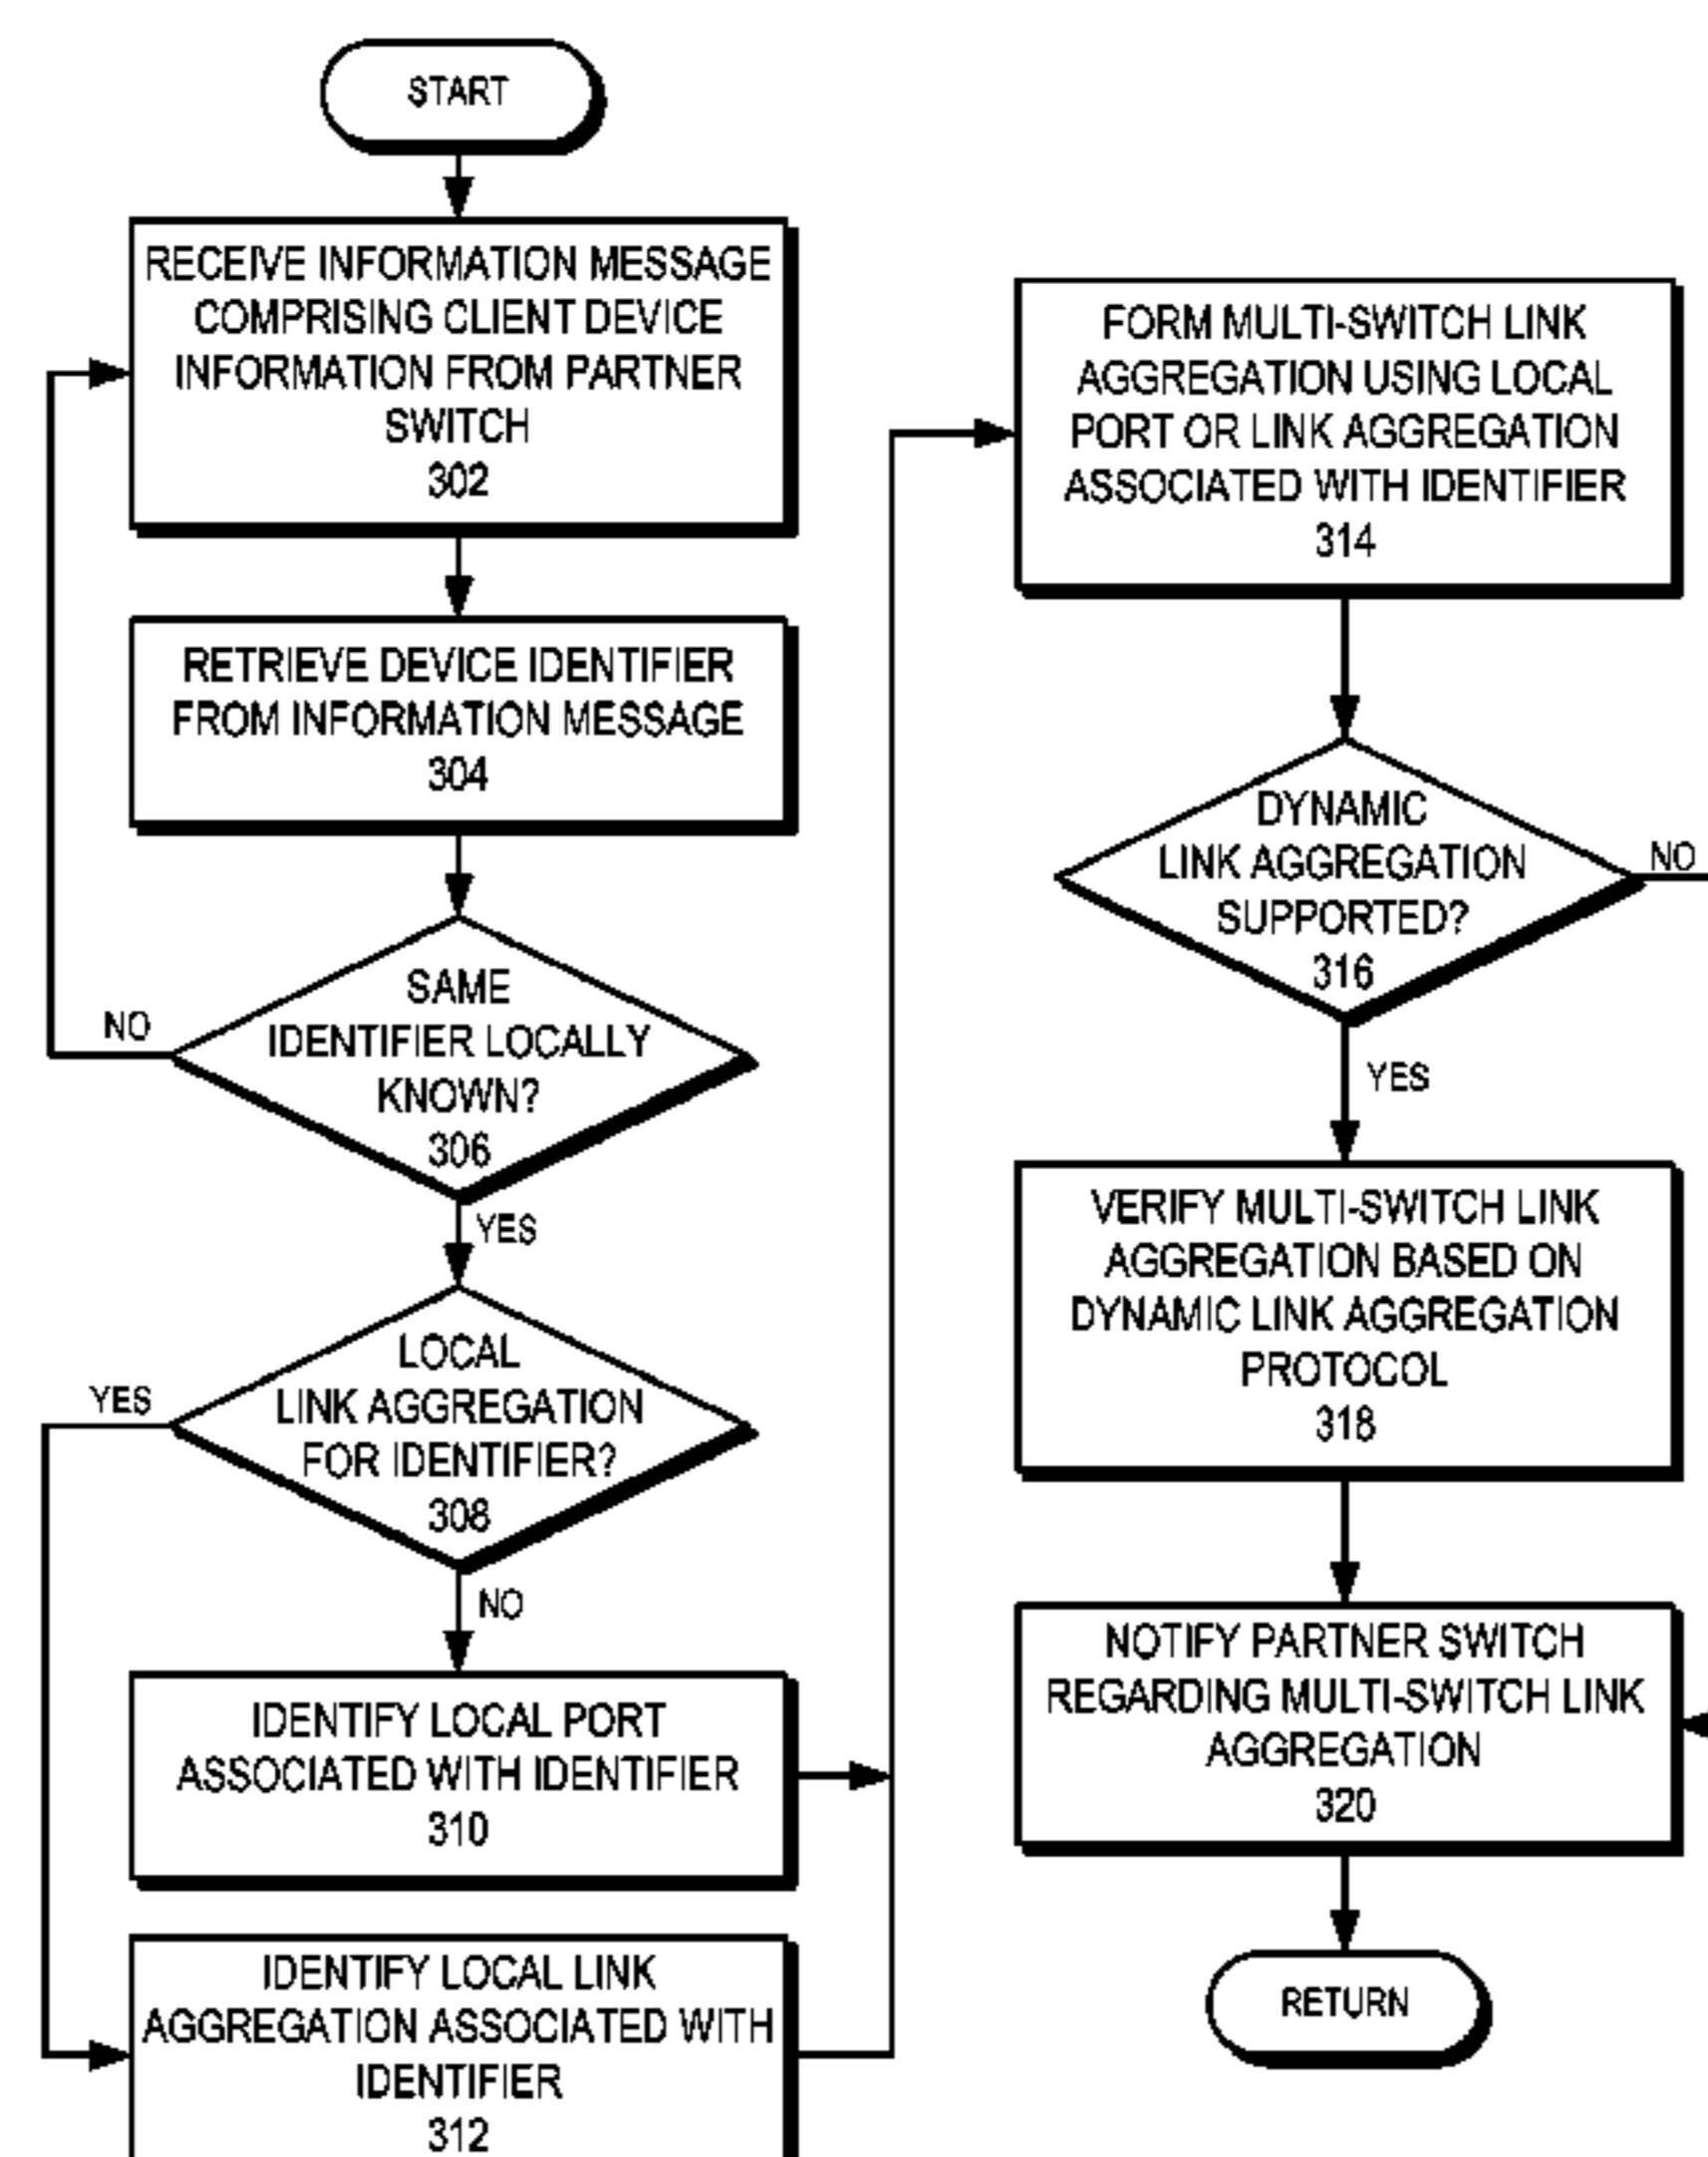 START
RECEIVE INFORMATION MESSAGE
COMPRISING CLIENT DEVICE
INFORMATION FROM PARTNER
SWITCH
302
RETRIEVE DEVICE IDENTIFIER
FROM INFORMATION MESSAGE
304
SAME
IDENTIFIER LOCALLY
KNOWN?
306
NO
YES
LOCAL
LINK AGGREGATION
FOR IDENTIFIER?
308
YES
NO
IDENTIFY LOCAL PORT
ASSOCIATED WITH IDENTIFIER
310
IDENTIFY LOCAL LINK
AGGREGATION ASSOCIATED WITH
IDENTIFIER
312
FORM MULTI-SWITCH LINK
AGGREGATION USING LOCAL
PORT OR LINK AGGREGATION
ASSOCIATED WITH IDENTIFIER
314
DYNAMIC
LINK AGGREGATION
SUPPORTED?
316
NO
YES
VERIFY MULTI-SWITCH LINK
AGGREGATION BASED ON
DYNAMIC LINK AGGREGATION
PROTOCOL
318
NOTIFY PARTNER SWITCH
REGARDING MULTI-SWITCH LINK
AGGREGATION
320
RETURN